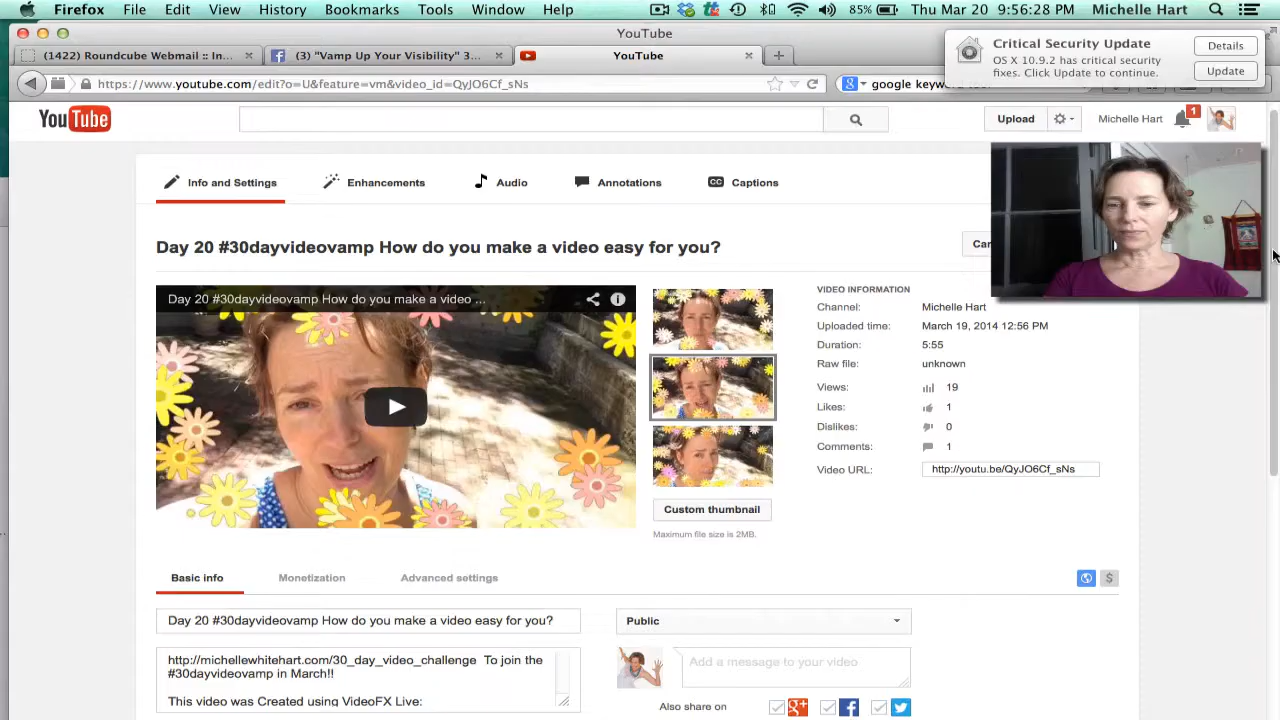 Firefox File Edit View History Bookmarks Tools Window Help 85% Thu Mar 20 9:56:28 PM Michelle Hart
YouTube
(1422) Roundcube Webmail :: In...
(3) "Vamp Up Your Visibility" 3...
YouTube
https://www.youtube.com/edit?o=U&feature=vm&video_id=QyJO6Cf_sNs
google keyword
Critical Security Update
OS X 10.9.2 has critical security
fixes. Click Update to continue.
Details
Update
YouTube
Upload
Michelle Hart
1
Info and Settings
Enhancements
Audio
Annotations
CC Captions
Day 20 #30dayvideovamp How do you make a video easy for you?
Can
Day 20 #30dayvideovamp How do you make a video ...
Custom thumbnail
Maximum file size is 2MB.
VIDEO INFORMATION
Channel: Michelle Hart
Uploaded time: March 19, 2014 12:56 PM
Duration: 5:55
Raw file: unknown
Views: 19
Likes: 1
Dislikes: 0
Comments: 1
Video URL: http://youtu.be/QyJO6Cf_sNs
Basic info
Monetization
Advanced settings
$
Day 20 #30dayvideovamp How do you make a video easy for you?
Public
http://michellewhitehart.com/30_day_video_challenge To join the
#30dayvideovamp in March!!
This video was Created using VideoFX Live:
Add a message to your video
Also share on